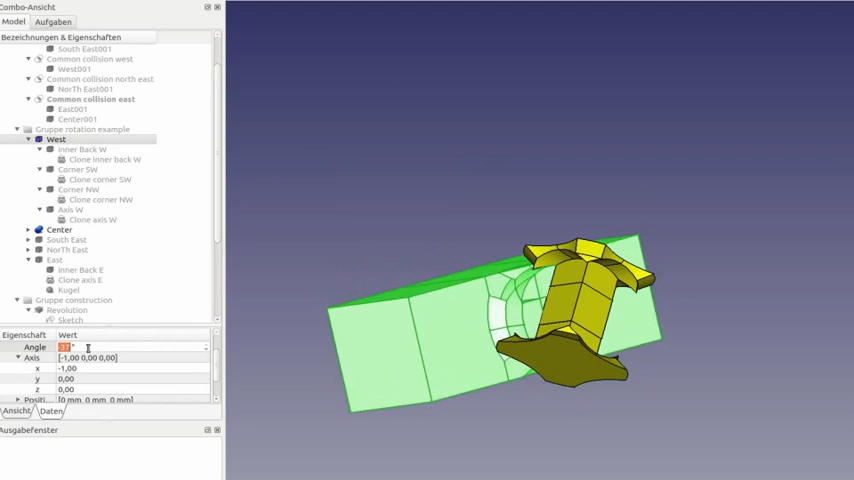 Combo-Ansicht
Model Aufgaben
Bezeichnungen & Eigenschaften
South East001
Common collision west
West001
Common collision north east
NorTh East001
Common collision east
East001
Center001
Gruppe rotation example
West
inner Back W
Clone inner back W
Corner SW
Clone corner SW
Corner NW
Clone corner NW
Axis W
Clone axis W
Center
South East
North East
East
inner Back E
Clone axis E
Kugel
Gruppe construction
Revolution
Sketch
Eigenschaft Wert
Angle -37 °
Axis [-1,00 0,00 0,00]
x -1,00
y 0,00
z 0,00
Positi... [0 mm 0 mm 0 mm]
Ansicht Daten
Ausgabefenster